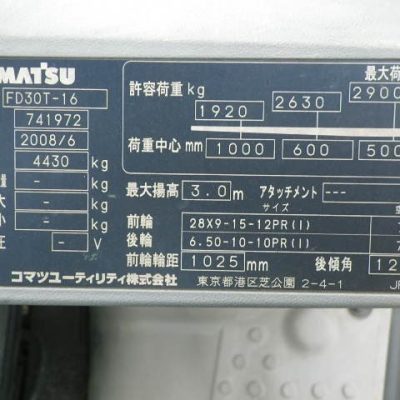 MATSU
FD30T-16
741972
2008/6
4430 kg
量 - kg
大 - kg
小 - kg
圧 - V
許容荷重 kg 1920 2630 2900
最大荷
荷重中心 mm 1000 600 500
最大揚高 3.0 m アタッチメント ---
サイズ
前輪 28X9-15-12PR(I)
後輪 6.50-10-10PR(I)
前輪輪距 1025 mm 後傾角 12
コマツユーティリティ株式会社 東京都港区芝公園 2-4-1